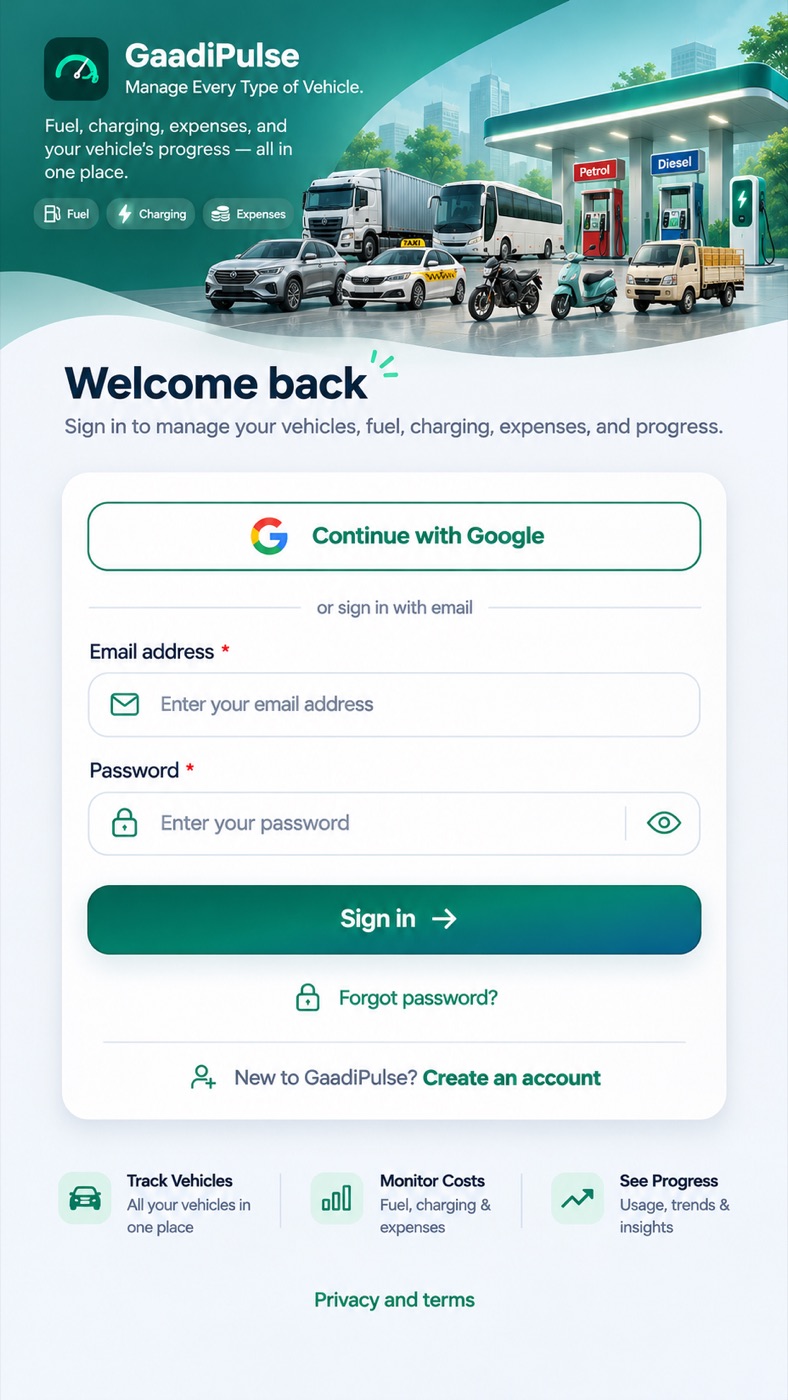 GaadiPulse
Manage Every Type of Vehicle.
Fuel, charging, expenses, and
your vehicle's progress — all in
one place.
Fuel
Charging
Expenses
TAXI
Petrol
Diesel
Welcome back
Sign in to manage your vehicles, fuel, charging, expenses, and progress.
Continue with Google
or sign in with email
Email address *
Enter your email address
Password *
Enter your password
Sign in →
Forgot password?
New to GaadiPulse? Create an account
Track Vehicles
All your vehicles in
one place
Monitor Costs
Fuel, charging &
expenses
See Progress
Usage, trends &
insights
Privacy and terms